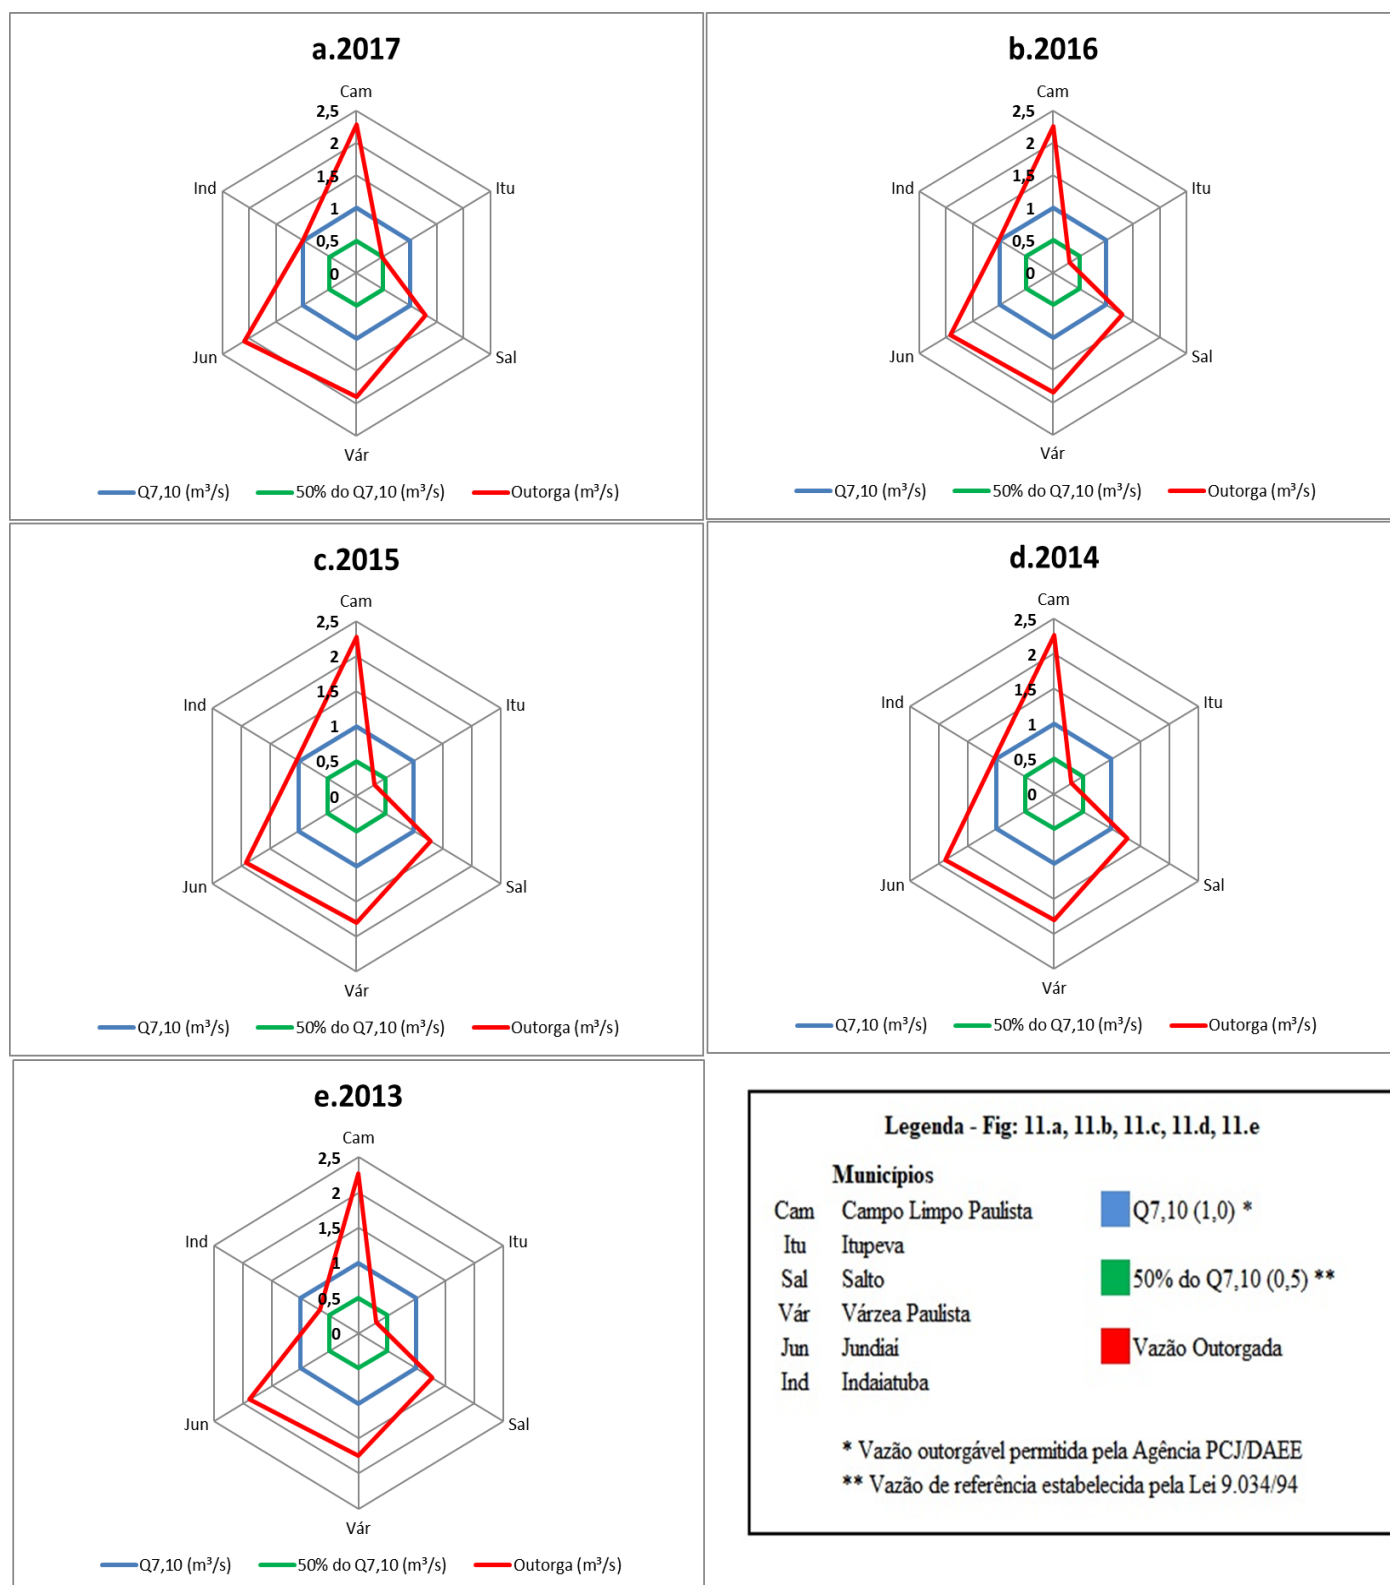 a.2017
Cam
2,5
2
1,5
1
0,5
0
Ind
Itu
Jun
Sal
Vár
Q7,10 (m³/s) 50% do Q7,10 (m³/s) Outorga (m³/s)
b.2016
Cam
2,5
2
1,5
1
0,5
0
Ind
Itu
Jun
Sal
Vár
Q7,10 (m³/s) 50% do Q7,10 (m³/s) Outorga (m³/s)
c.2015
Cam
2,5
2
1,5
1
0,5
0
Ind
Itu
Jun
Sal
Vár
Q7,10 (m³/s) 50% do Q7,10 (m³/s) Outorga (m³/s)
d.2014
Cam
2,5
2
1,5
1
0,5
0
Ind
Itu
Jun
Sal
Vár
Q7,10 (m³/s) 50% do Q7,10 (m³/s) Outorga (m³/s)
e.2013
Cam
2,5
2
1,5
1
0,5
0
Ind
Itu
Jun
Sal
Vár
Q7,10 (m³/s) 50% do Q7,10 (m³/s) Outorga (m³/s)
Legenda - Fig: 11.a, 11.b, 11.c, 11.d, 11.e
Municípios
Cam Campo Limpo Paulista Q7,10 (1,0) *
Itu Itupeva
Sal Salto 50% do Q7,10 (0,5) **
Vár Várzea Paulista
Jun Jundiaí Vazão Outorgada
Ind Indaiatuba
* Vazão outorgável permitida pela Agência PCJ/DAEE
** Vazão de referência estabelecida pela Lei 9.034/94